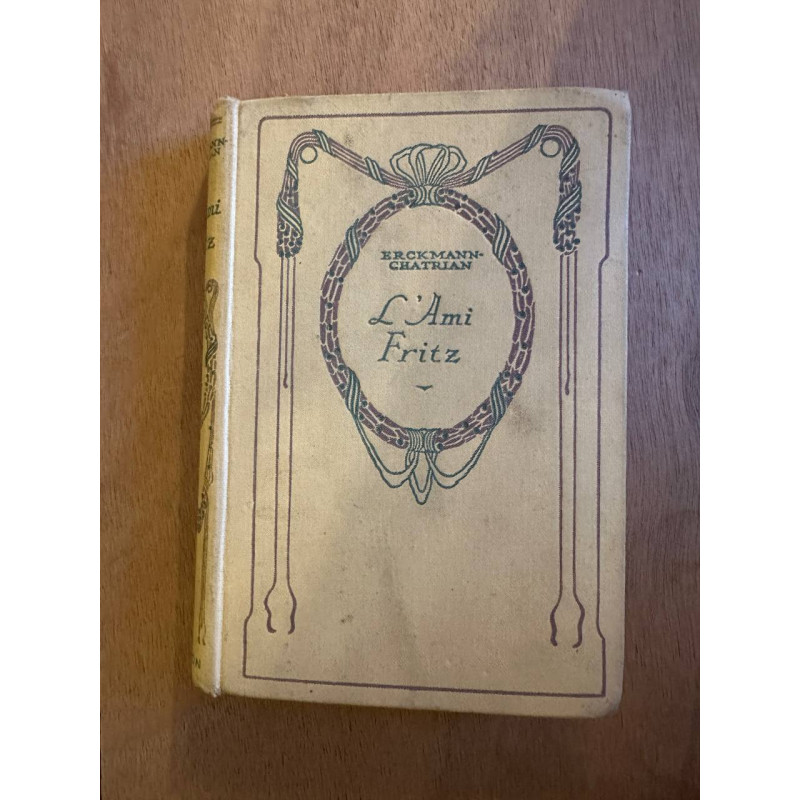 ERCKMANN-
CHATRIAN
L'Ami
Fritz